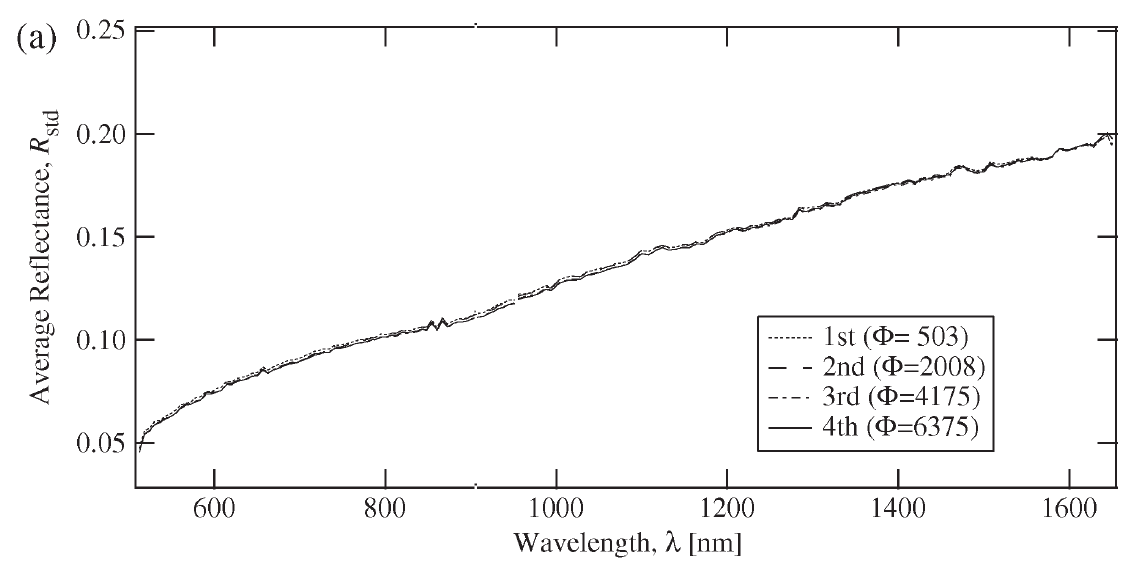 (a)
0.25
0.20
0.15
0.10
0.05
Average Reflectance, R_std
1st (Φ= 503)
2nd (Φ=2008)
3rd (Φ=4175)
4th (Φ=6375)
600 800 1000 1200 1400 1600
Wavelength, λ [nm]